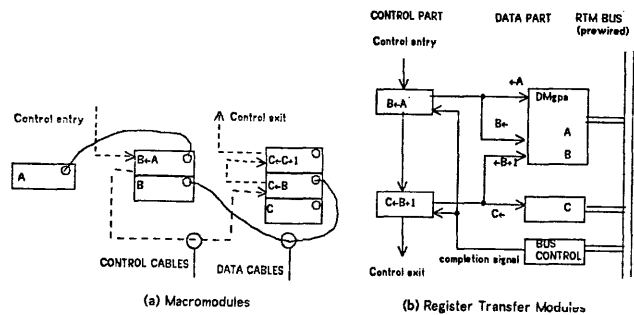 a)
Control entry
Control exit
A
B←A
B
C←C+1
C←B
C
CONTROL CABLES
DATA CABLES
(a) Macromodules
b)
CONTROL PART
DATA PART
RTM BUS
(prewired)
Control entry
←A
B←A
DMgpa
B←
A
B
←B+1
C←B+1
C←
C
BUS
CONTROL
completion signal
Control exit
(b) Register Transfer Modules